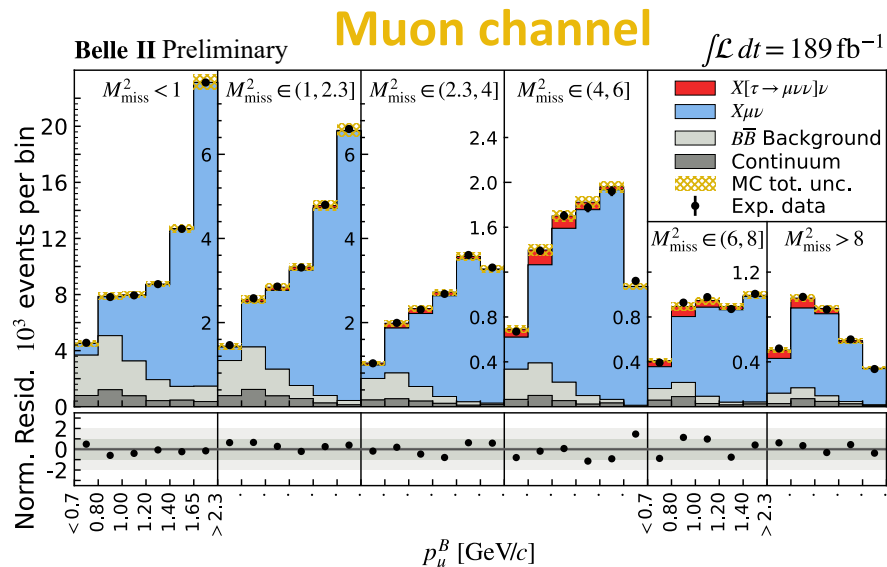 Muon channel
Belle II Preliminary
∫ℒ dt = 189 fb⁻¹
M²miss < 1
M²miss ∈ (1, 2.3]
M²miss ∈ (2.3, 4]
M²miss ∈ (4, 6]
X[τ → μνν]ν
Xμν
BB̅ Background
Continuum
MC tot. unc.
Exp. data
M²miss ∈ (6, 8]
M²miss > 8
10³ events per bin
20
16
12
8
4
0
6
4
2
6
4
2
2.4
2.0
1.6
1.2
0.8
0.4
1.2
0.8
0.4
Norm. Resid.
2
1
0
-2
< 0.7
0.80
1.00
1.20
1.40
1.65
> 2.3
< 0.7
0.80
1.00
1.20
1.40
> 2.3
p_u^B [GeV/c]